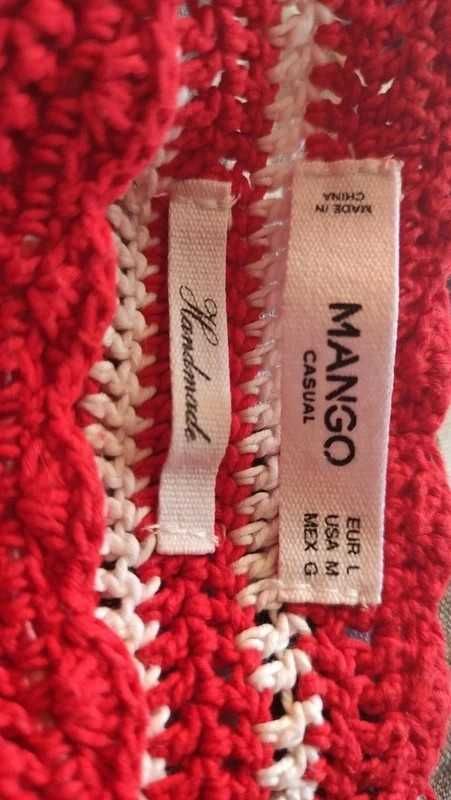 MADE IN
CHINA
MANGO
CASUAL
EUR L
USA M
MEX G
Handmade